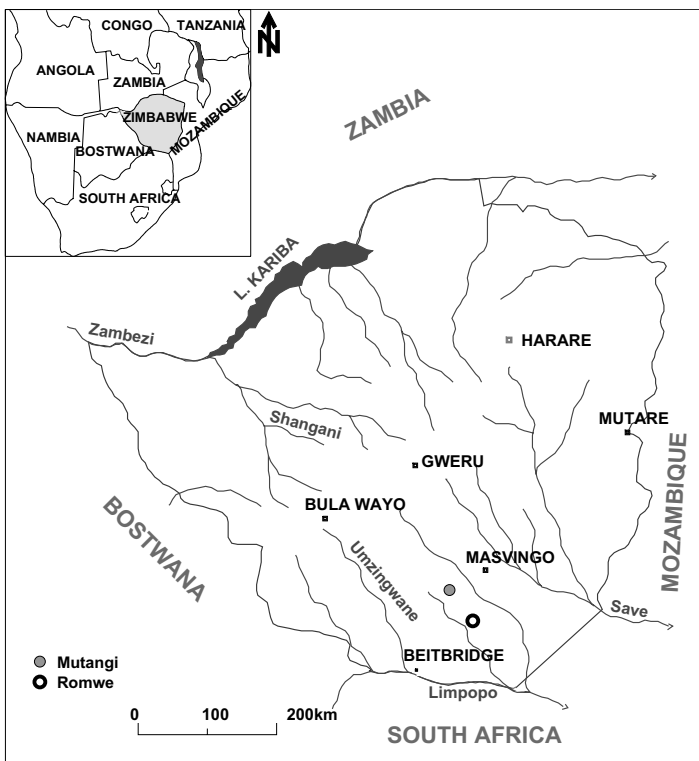 CONGO
TANZANIA
N
ANGOLA
ZAMBIA
ZIMBABWE
MOZAMBIQUE
NAMBIA
BOSTWANA
SOUTH AFRICA
ZAMBIA
L. KARIBA
Zambezi
HARARE
Shangani
MUTARE
GWERU
BULA WAYO
MOZAMBIQUE
BOSTWANA
Umzingwane
MASVINGO
Save
BEITBRIDGE
Mutangi
Romwe
Limpopo
0 100 200km
SOUTH AFRICA